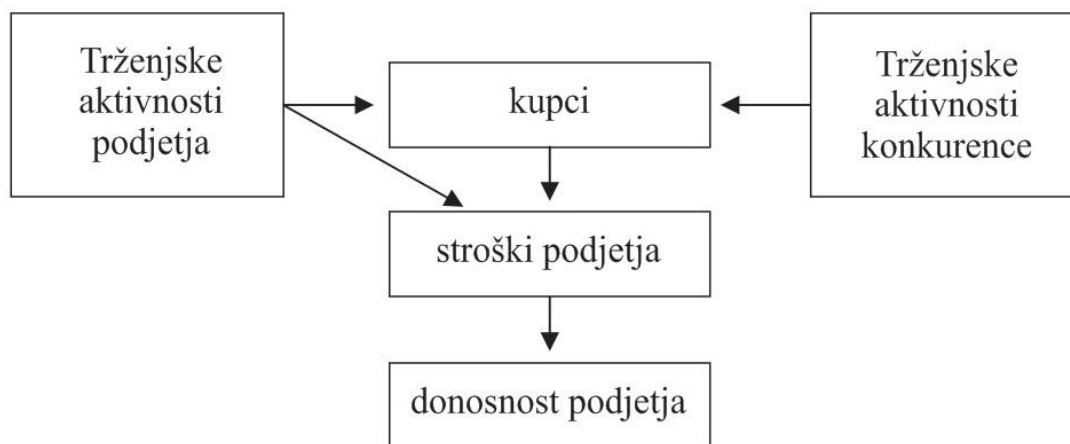 Trženjske
aktivnosti
podjetja
kupci
Trženjske
aktivnosti
konkurence
stroški podjetja
donosnost podjetja